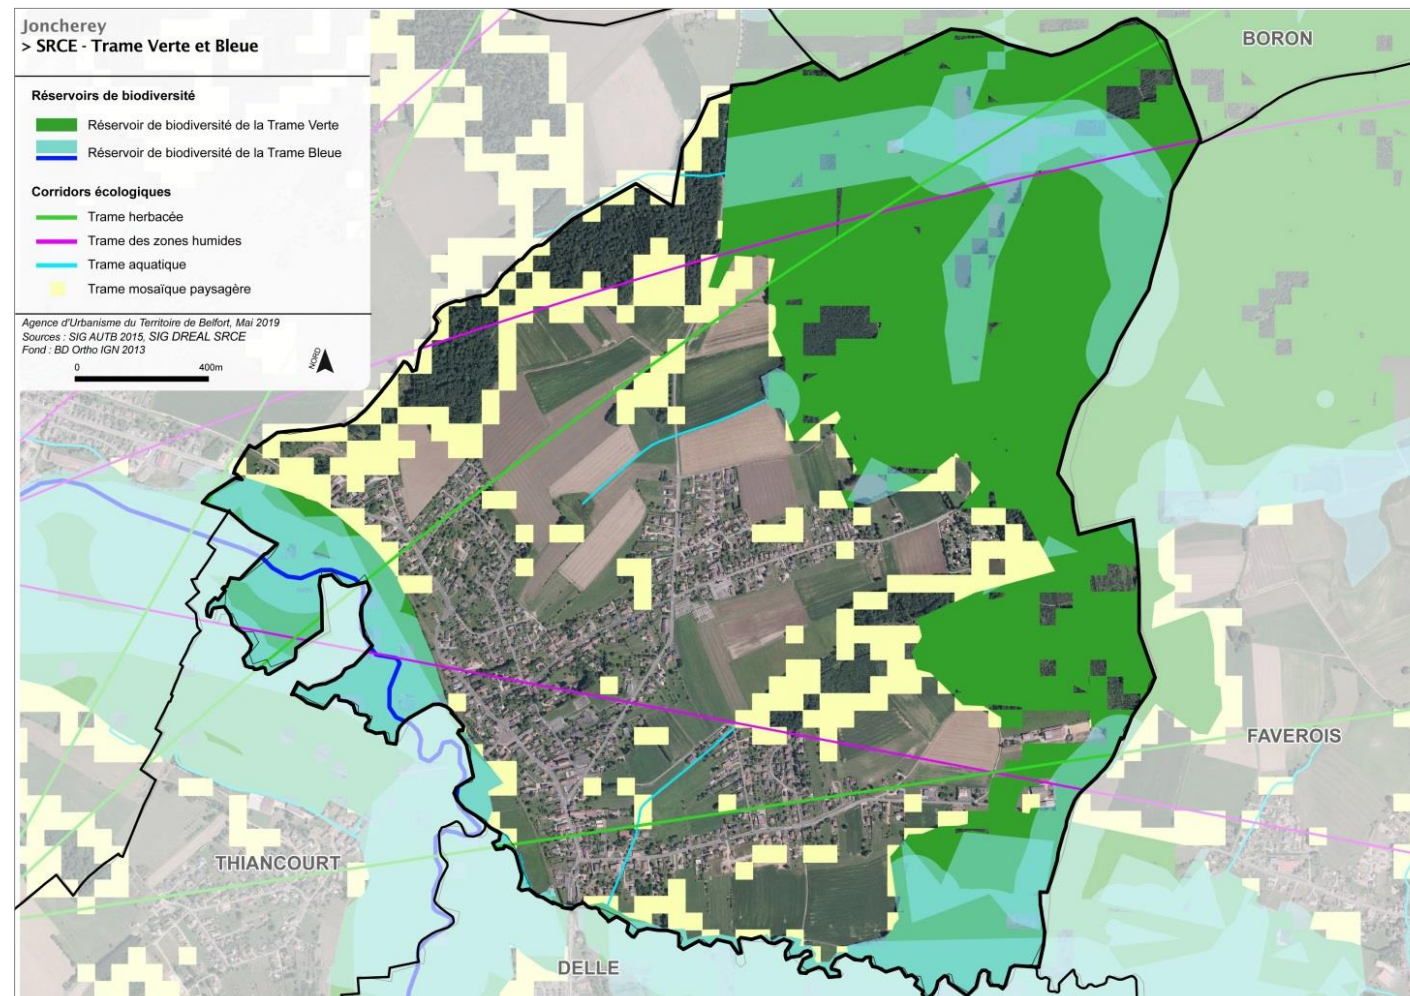 Joncherey
> SRCE - Trame Verte et Bleue
Réservoirs de biodiversité
Réservoir de biodiversité de la Trame Verte
Réservoir de biodiversité de la Trame Bleue
Corridors écologiques
Trame herbacée
Trame des zones humides
Trame aquatique
Trame mosaïque paysagère
Agence d'Urbanisme du Territoire de Belfort, Mai 2019
Sources : SIG AUTB 2015, SIG DREAL SRCE
Fond : BD Ortho IGN 2013
0 400m
NORD
BORON
FAVEROIS
THIANCOURT
DELLE